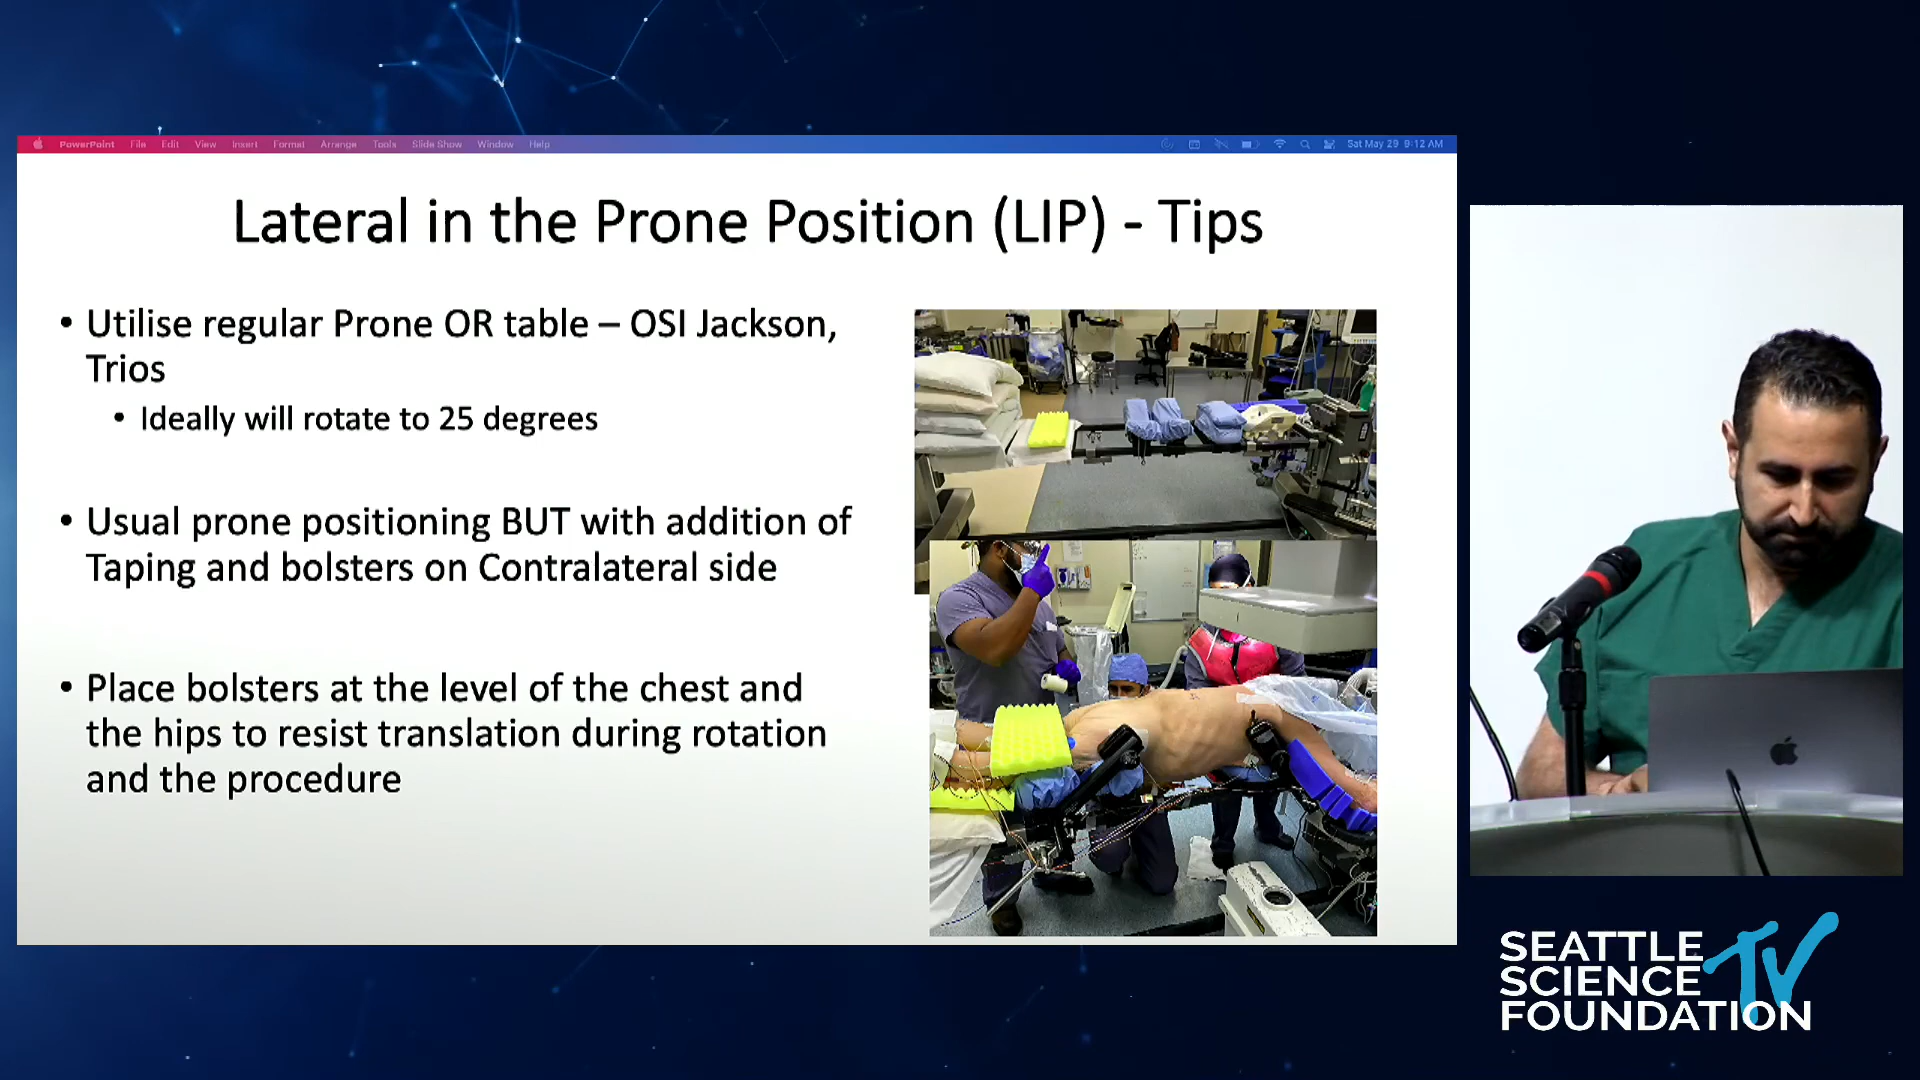 PowerPoint File Edit View Insert Format Arrange Tools Slide Show Window Help Sat May 29 9:12 AM
Lateral in the Prone Position (LIP) - Tips
• Utilise regular Prone OR table – OSI Jackson,
Trios
• Ideally will rotate to 25 degrees
• Usual prone positioning BUT with addition of
Taping and bolsters on Contralateral side
• Place bolsters at the level of the chest and
the hips to resist translation during rotation
and the procedure
SEATTLE
SCIENCE
FOUNDATION
TV